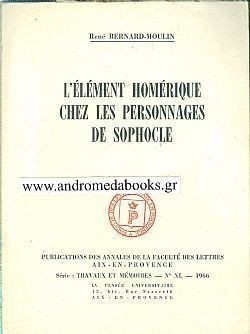 René BERNARD-MOULIN
L'ÉLÉMENT HOMÉRIQUE
CHEZ LES PERSONNAGES
DE SOPHOCLE
www.andromedabooks.gr
P
PUBLICATIONS DES ANNALES DE LA FACULTÉ DES LETTRES
AIX-EN-PROVENCE
Série : TRAVAUX ET MÉMOIRES — N° XL — 1966
LA PENSÉE UNIVERSITAIRE
12, bis, Rue Nazareth
AIX - EN - PROVENCE